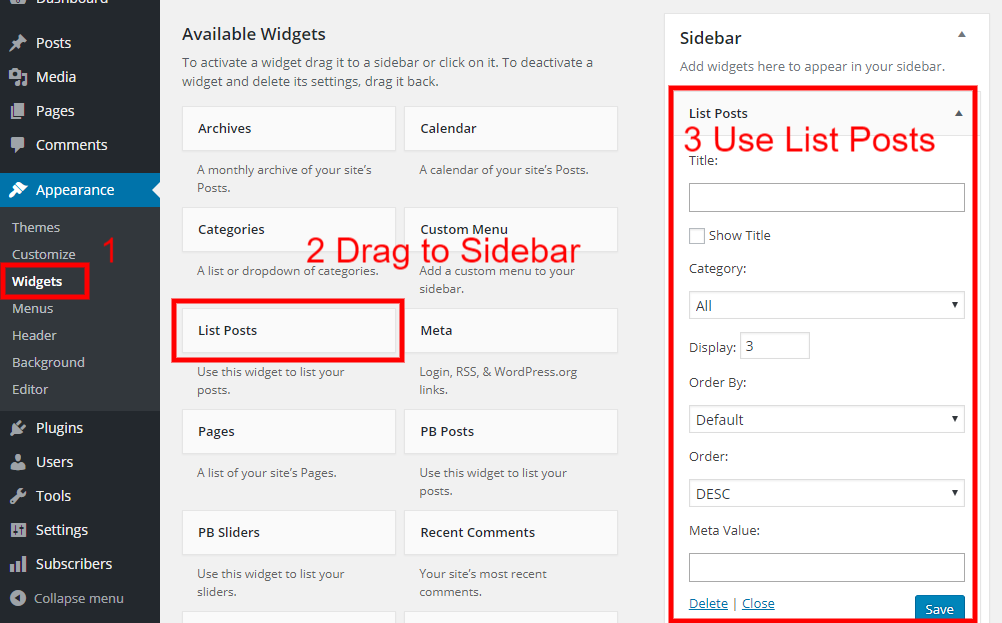 Dashboard
Posts
Media
Pages
Comments
Appearance
Themes
Customize
1
Widgets
Menus
Header
Background
Editor
Plugins
Users
Tools
Settings
Subscribers
Collapse menu
Available Widgets
To activate a widget drag it to a sidebar or click on it. To deactivate a
widget and delete its settings, drag it back.
Archives
A monthly archive of your site's
Posts.
Calendar
A calendar of your site's Posts.
Categories
A list or dropdown of categories.
Custom Menu
Add a custom menu to your
sidebar.
2 Drag to Sidebar
List Posts
Use this widget to list your
posts.
Meta
Login, RSS, & WordPress.org
links.
Pages
A list of your site's Pages.
PB Posts
Use this widget to list your
posts.
PB Sliders
Use this widget to list your
sliders.
Recent Comments
Your site's most recent
comments.
Sidebar
Add widgets here to appear in your sidebar.
List Posts
3 Use List Posts
Title:
Show Title
Category:
All
Display: 3
Order By:
Default
Order:
DESC
Meta Value:
Delete | Close
Save